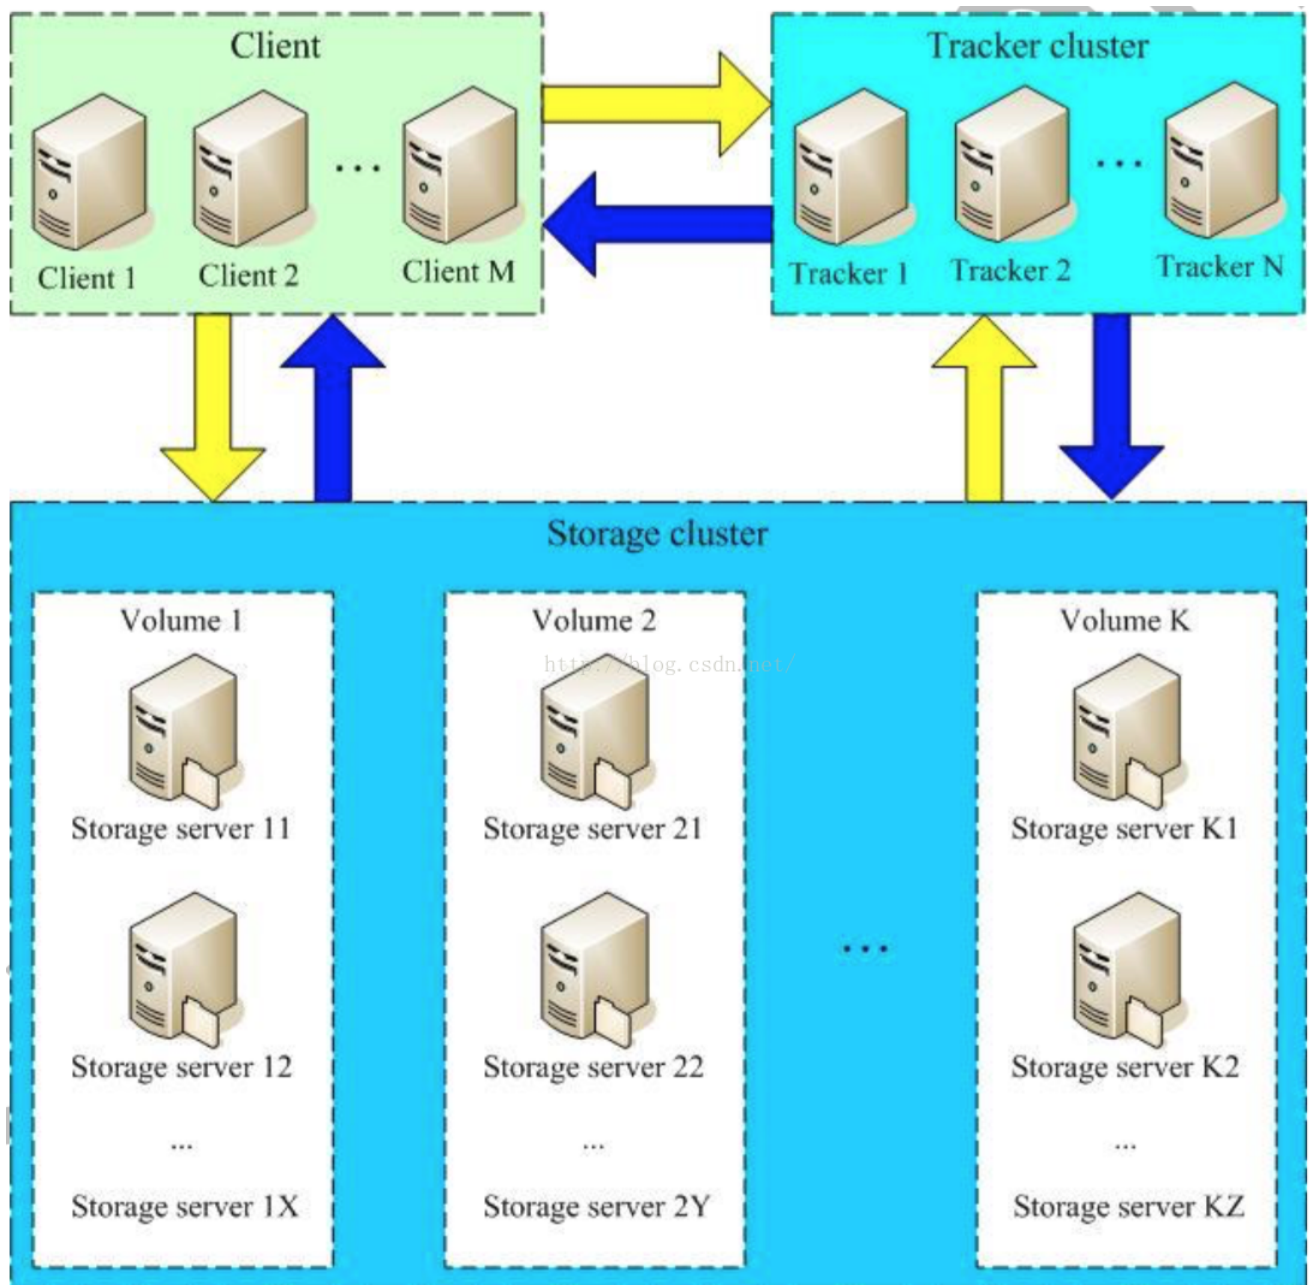 Client
Tracker cluster
...
...
Client 1
Client 2
Client M
Tracker 1
Tracker 2
Tracker N
Storage cluster
Volume 1
Volume 2
Volume K
http://blog.csdn.net/
Storage server 11
Storage server 21
Storage server K1
...
Storage server 12
Storage server 22
Storage server K2
...
...
...
Storage server 1X
Storage server 2Y
Storage server KZ